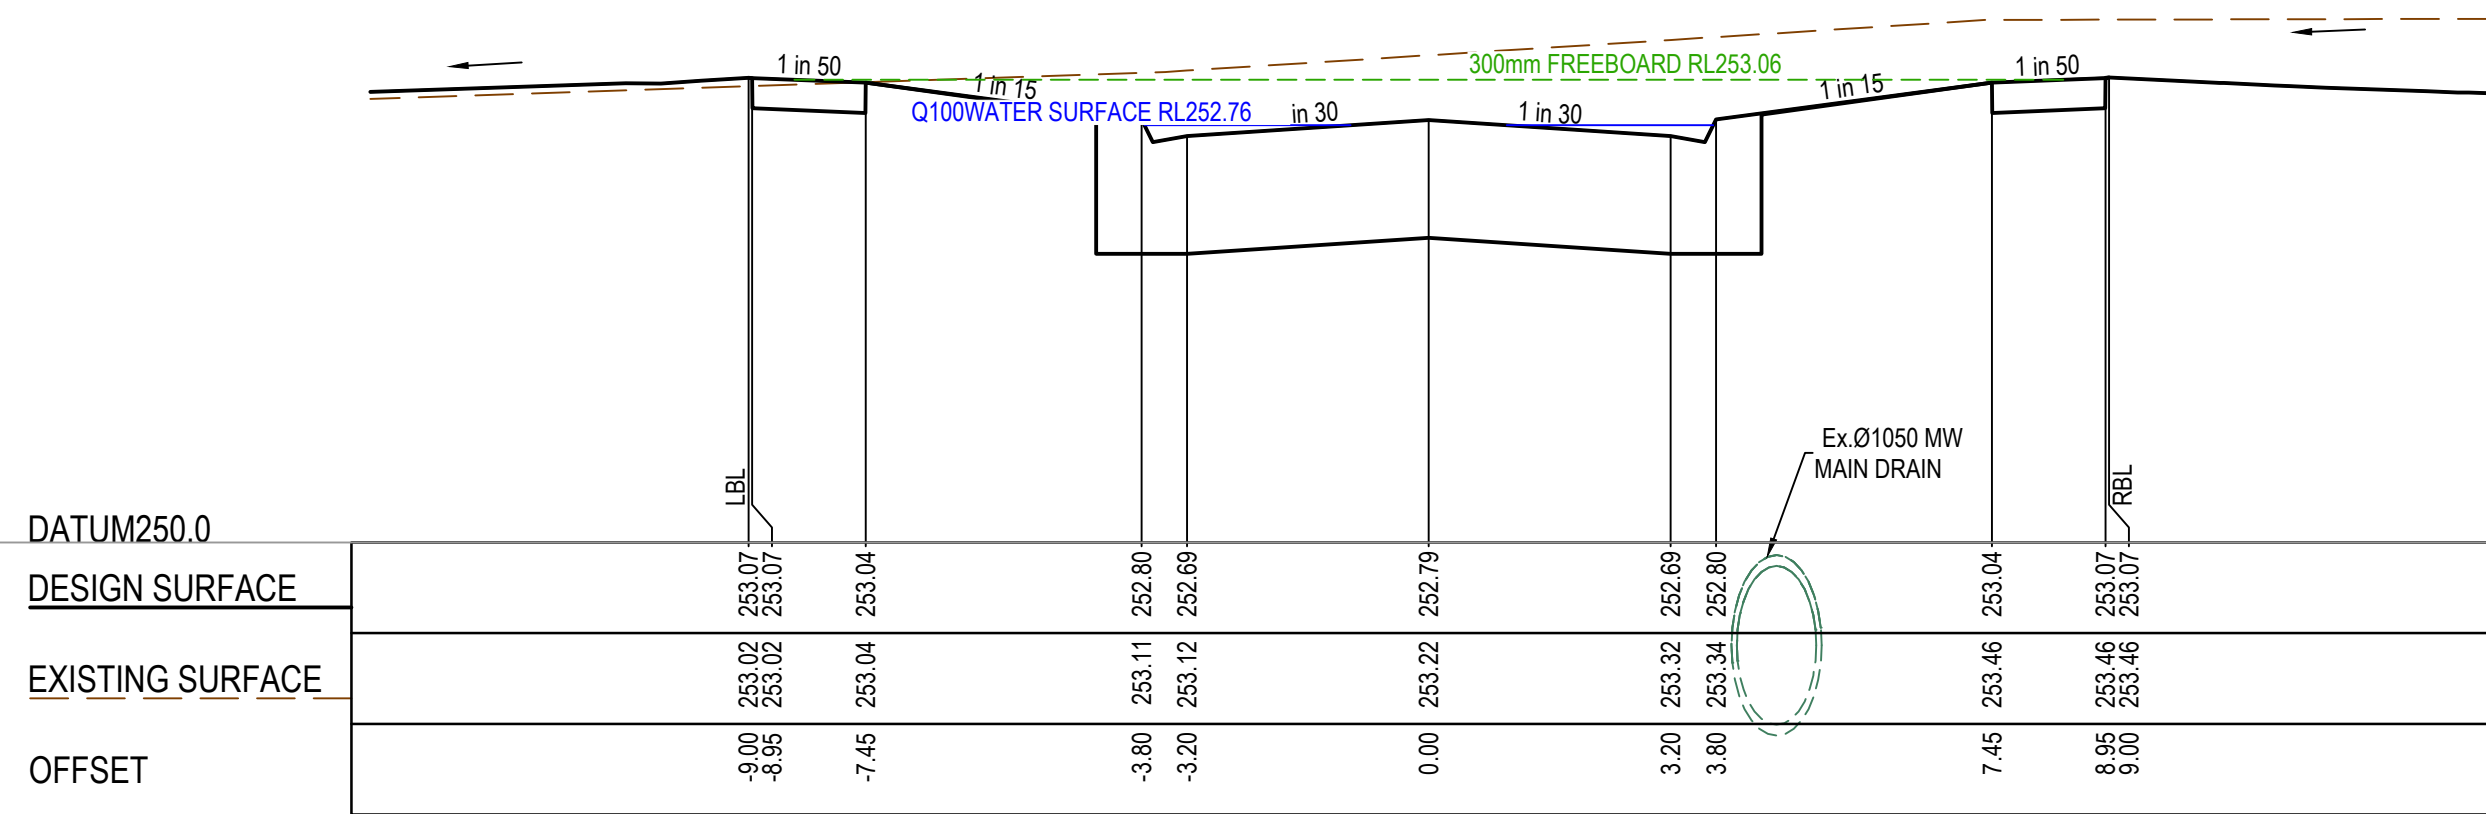 1 in 50
1 in 15
300mm FREEBOARD RL253.06
1 in 50
1 in 15
Q100WATER SURFACE RL252.76
in 30
1 in 30
Ex.Ø1050 MW
MAIN DRAIN
LBL
RBL
DATUM250.0
DESIGN SURFACE
253.07
253.07
253.04
252.80
252.69
252.79
252.69
252.80
253.04
253.07
253.07
EXISTING SURFACE
253.02
253.02
253.04
253.11
253.12
253.22
253.32
253.34
253.46
253.46
253.46
OFFSET
-9.00
-8.95
-7.45
-3.80
-3.20
0.00
3.20
3.80
7.45
8.95
9.00